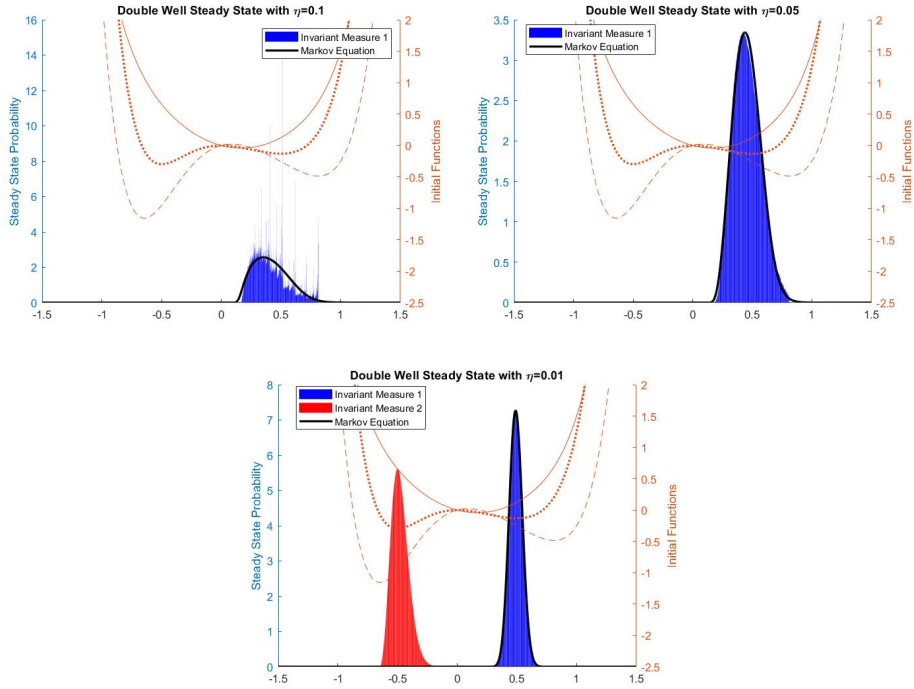 Double Well Steady State with η=0.1
16
14
12
10
8
6
4
2
0
Steady State Probability
Invariant Measure 1
Markov Equation
2
1.5
1
0.5
0
-0.5
-1
-1.5
-2
-2.5
Initial Functions
-1.5 -1 -0.5 0 0.5 1 1.5
Double Well Steady State with η=0.05
3.5
3
2.5
2
1.5
1
0.5
0
Steady State Probability
Invariant Measure 1
Markov Equation
2
1.5
1
0.5
0
-0.5
-1
-1.5
-2
-2.5
Initial Functions
-1.5 -1 -0.5 0 0.5 1 1.5
Double Well Steady State with η=0.01
8
7
6
5
4
3
2
1
0
Steady State Probability
Invariant Measure 1
Invariant Measure 2
Markov Equation
2
1.5
1
0.5
0
-0.5
-1
-1.5
-2
-2.5
Initial Functions
-1.5 -1 -0.5 0 0.5 1 1.5